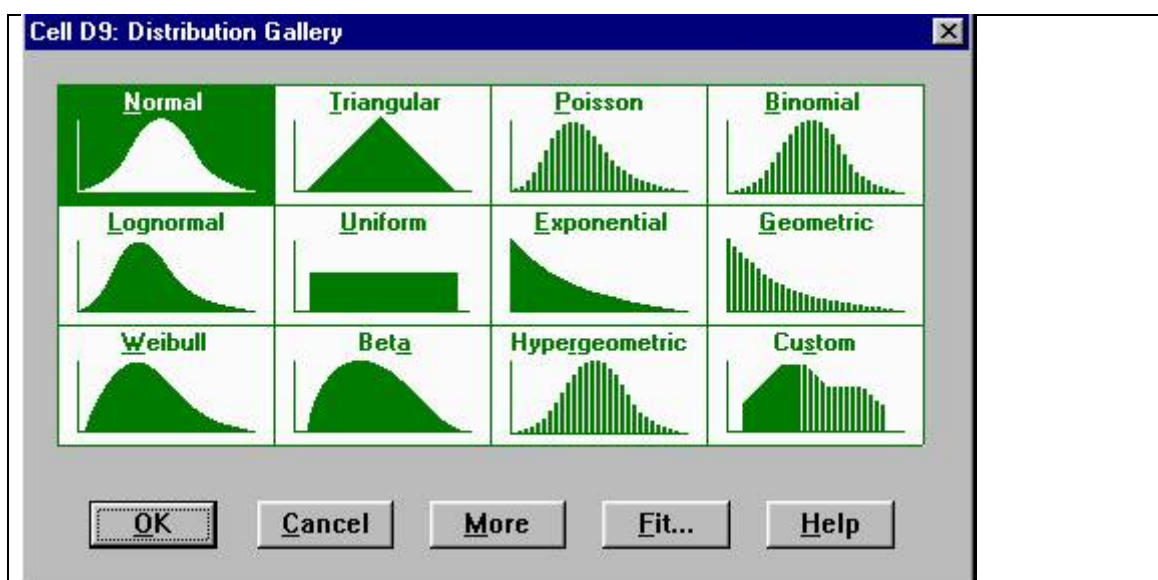 Cell D9: Distribution Gallery
Normal Triangular Poisson Binomial
Lognormal Uniform Exponential Geometric
Weibull Beta Hypergeometric Custom
OK Cancel More Fit... Help